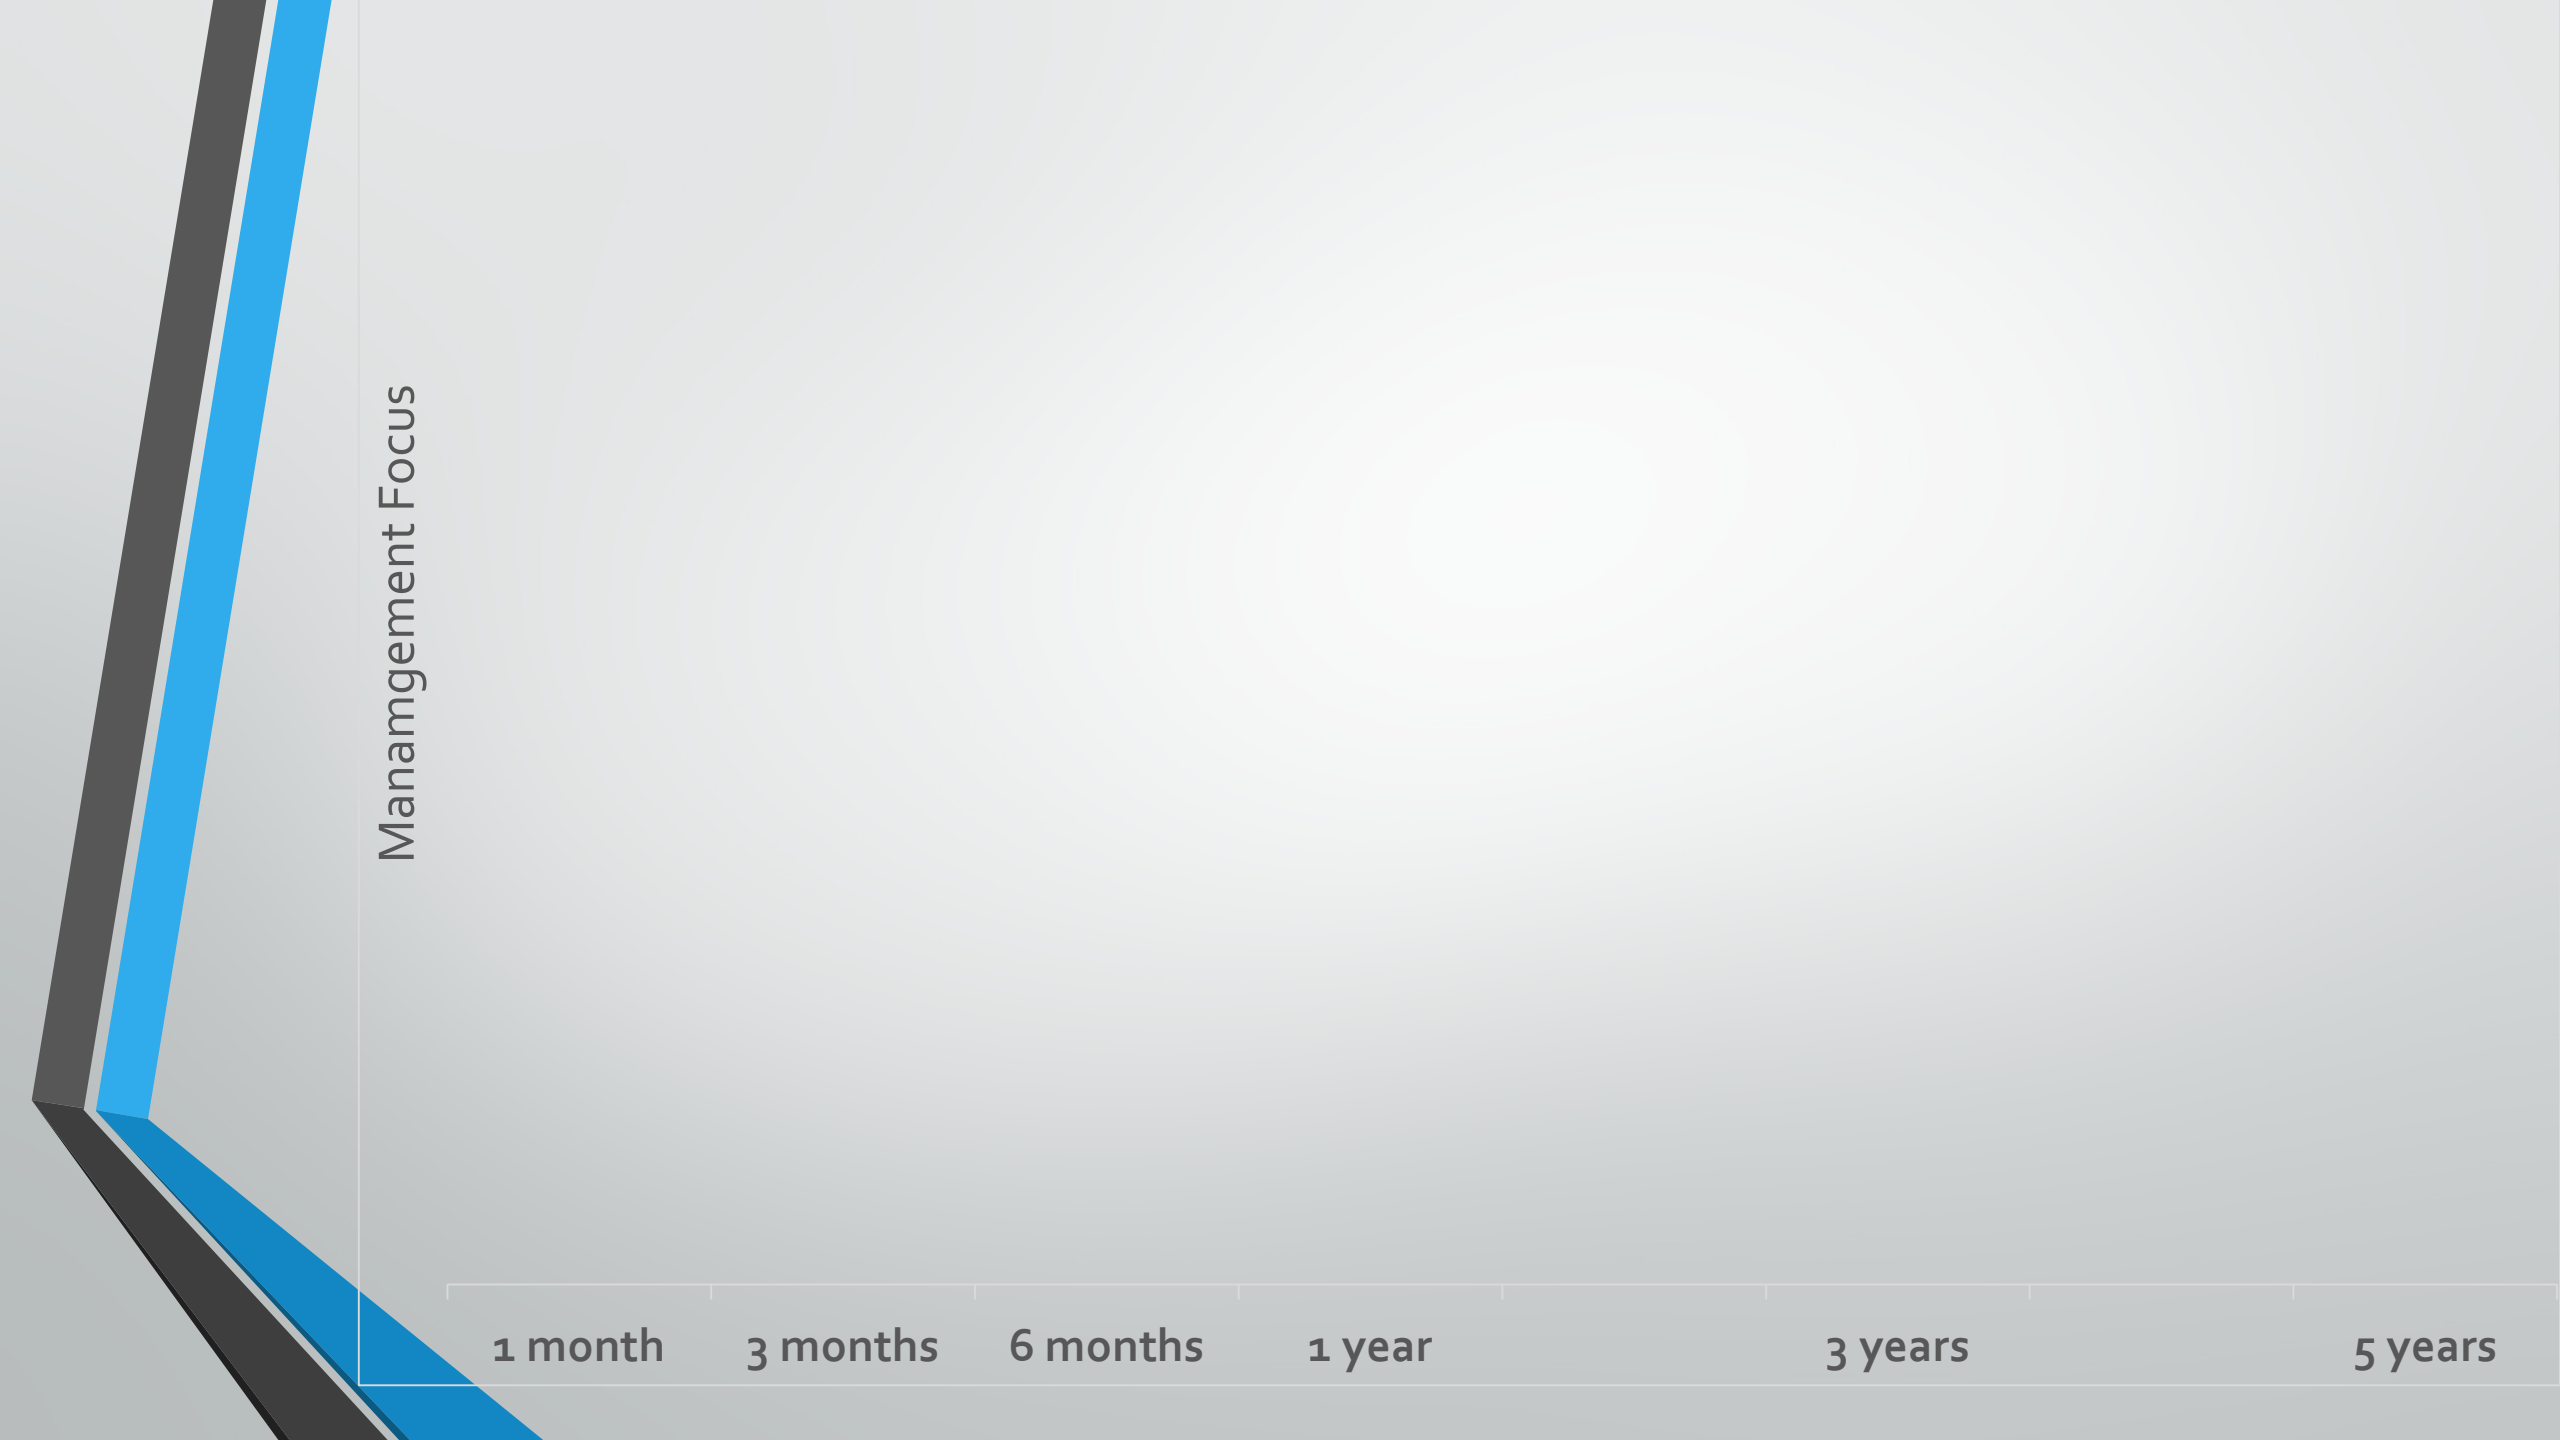 Manamgement Focus
1 month
3 months
6 months
1 year
3 years
5 years